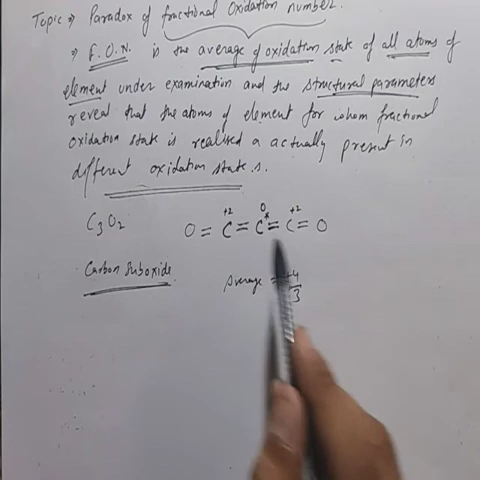 Topic ⇒ Paradox of fractional Oxidation number.
⇒ F.O.N. is the average of oxidation state of all atoms of
element under examination and the structural parameters
reveal that the atoms of element for whom fractional
oxidation state is realised a actually present in
different oxidation state.s.
+2 0 +2
C3O2 O = C = C* = C = O
Carbon Suboxide Average = +4/3